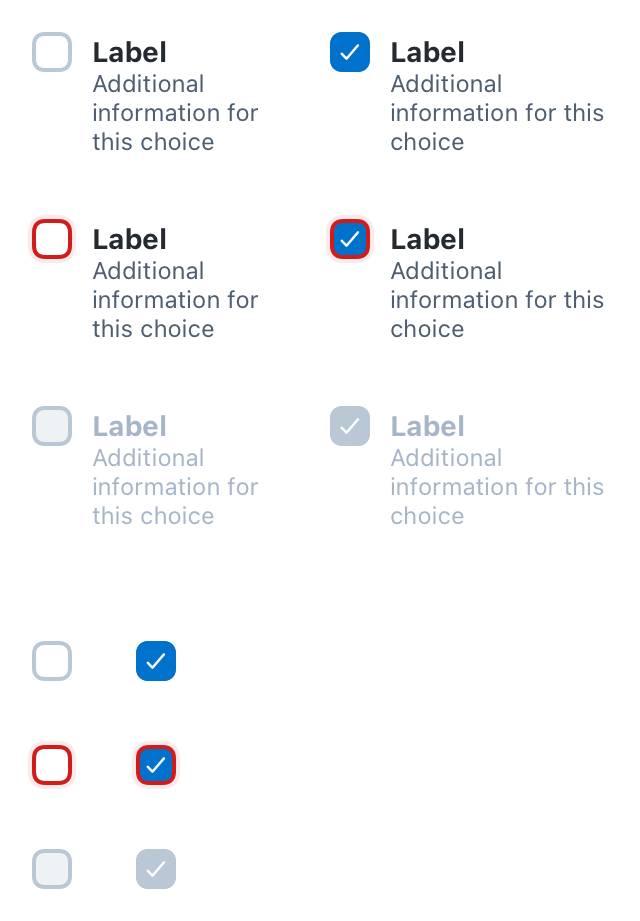 Label
Additional
information for
this choice
Label
Additional
information for this
choice
Label
Additional
information for
this choice
Label
Additional
information for this
choice
Label
Additional
information for
this choice
Label
Additional
information for this
choice